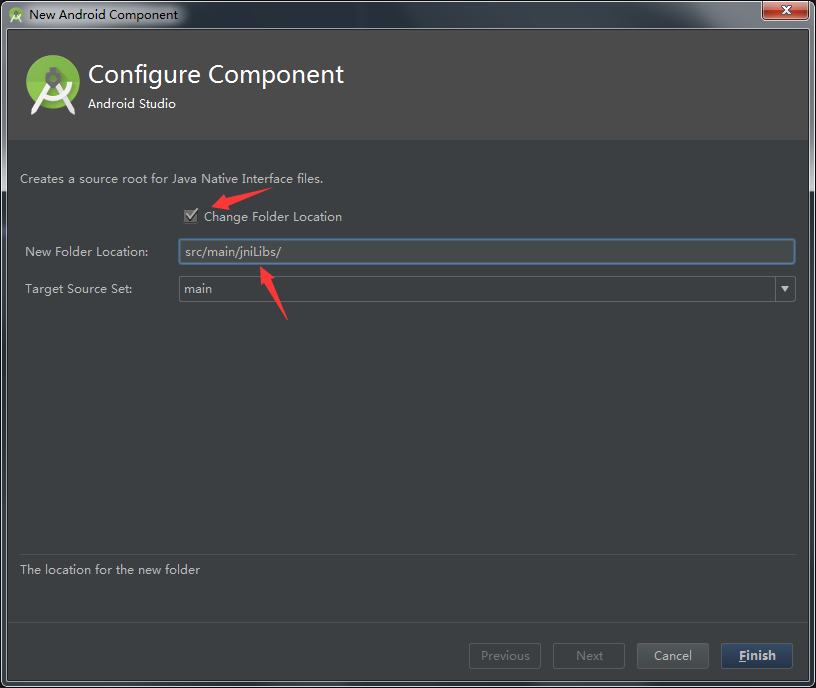 New Android Component
Configure Component
Android Studio
Creates a source root for Java Native Interface files.
Change Folder Location
New Folder Location: src/main/jniLibs/
Target Source Set: main
The location for the new folder
Previous Next Cancel Finish